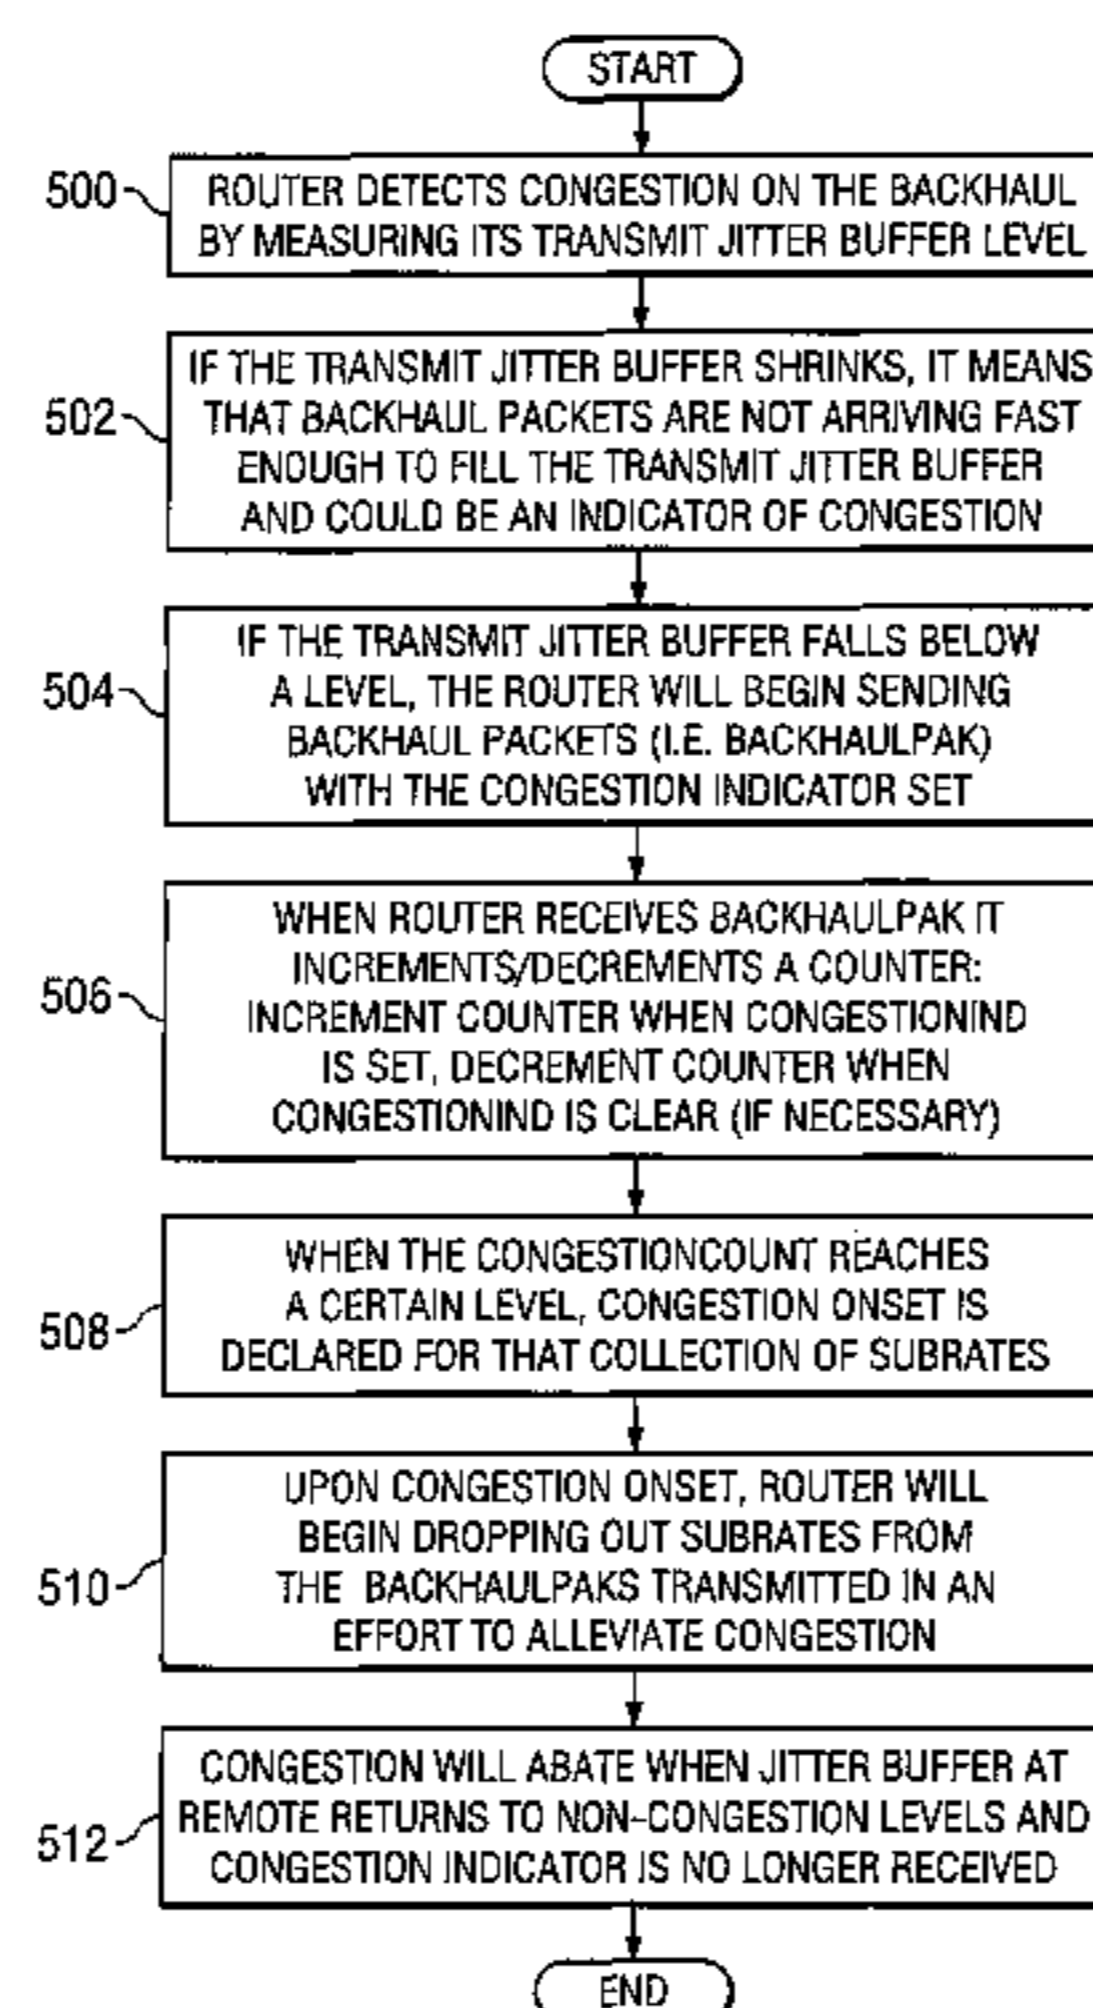 START
500
ROUTER DETECTS CONGESTION ON THE BACKHAUL
BY MEASURING ITS TRANSMIT JITTER BUFFER LEVEL
502
IF THE TRANSMIT JITTER BUFFER SHRINKS, IT MEANS
THAT BACKHAUL PACKETS ARE NOT ARRIVING FAST
ENOUGH TO FILL THE TRANSMIT JITTER BUFFER
AND COULD BE AN INDICATOR OF CONGESTION
504
IF THE TRANSMIT JITTER BUFFER FALLS BELOW
A LEVEL, THE ROUTER WILL BEGIN SENDING
BACKHAUL PACKETS (I.E. BACKHAULPAK)
WITH THE CONGESTION INDICATOR SET
506
WHEN ROUTER RECEIVES BACKHAULPAK IT
INCREMENTS/DECREMENTS A COUNTER:
INCREMENT COUNTER WHEN CONGESTIONIND
IS SET, DECREMENT COUNTER WHEN
CONGESTIONIND IS CLEAR (IF NECESSARY)
508
WHEN THE CONGESTIONCOUNT REACHES
A CERTAIN LEVEL, CONGESTION ONSET IS
DECLARED FOR THAT COLLECTION OF SUBRATES
510
UPON CONGESTION ONSET, ROUTER WILL
BEGIN DROPPING OUT SUBRATES FROM
THE BACKHAULPAKS TRANSMITTED IN AN
EFFORT TO ALLEVIATE CONGESTION
512
CONGESTION WILL ABATE WHEN JITTER BUFFER AT
REMOTE RETURNS TO NON-CONGESTION LEVELS AND
CONGESTION INDICATOR IS NO LONGER RECEIVED
END